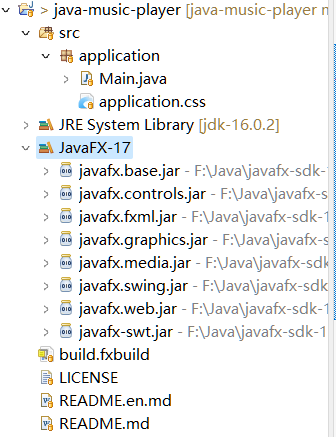 > java-music-player [java-music-player m
src
application
Main.java
application.css
JRE System Library [jdk-16.0.2]
JavaFX-17
javafx.base.jar - F:\Java\javafx-sdk-
javafx.controls.jar - F:\Java\javafx-s
javafx.fxml.jar - F:\Java\javafx-sdk-1
javafx.graphics.jar - F:\Java\javafx-s
javafx.media.jar - F:\Java\javafx-sdk
javafx.swing.jar - F:\Java\javafx-sdk-
javafx.web.jar - F:\Java\javafx-sdk-1
javafx-swt.jar - F:\Java\javafx-sdk-1
build.fxbuild
LICENSE
README.en.md
README.md